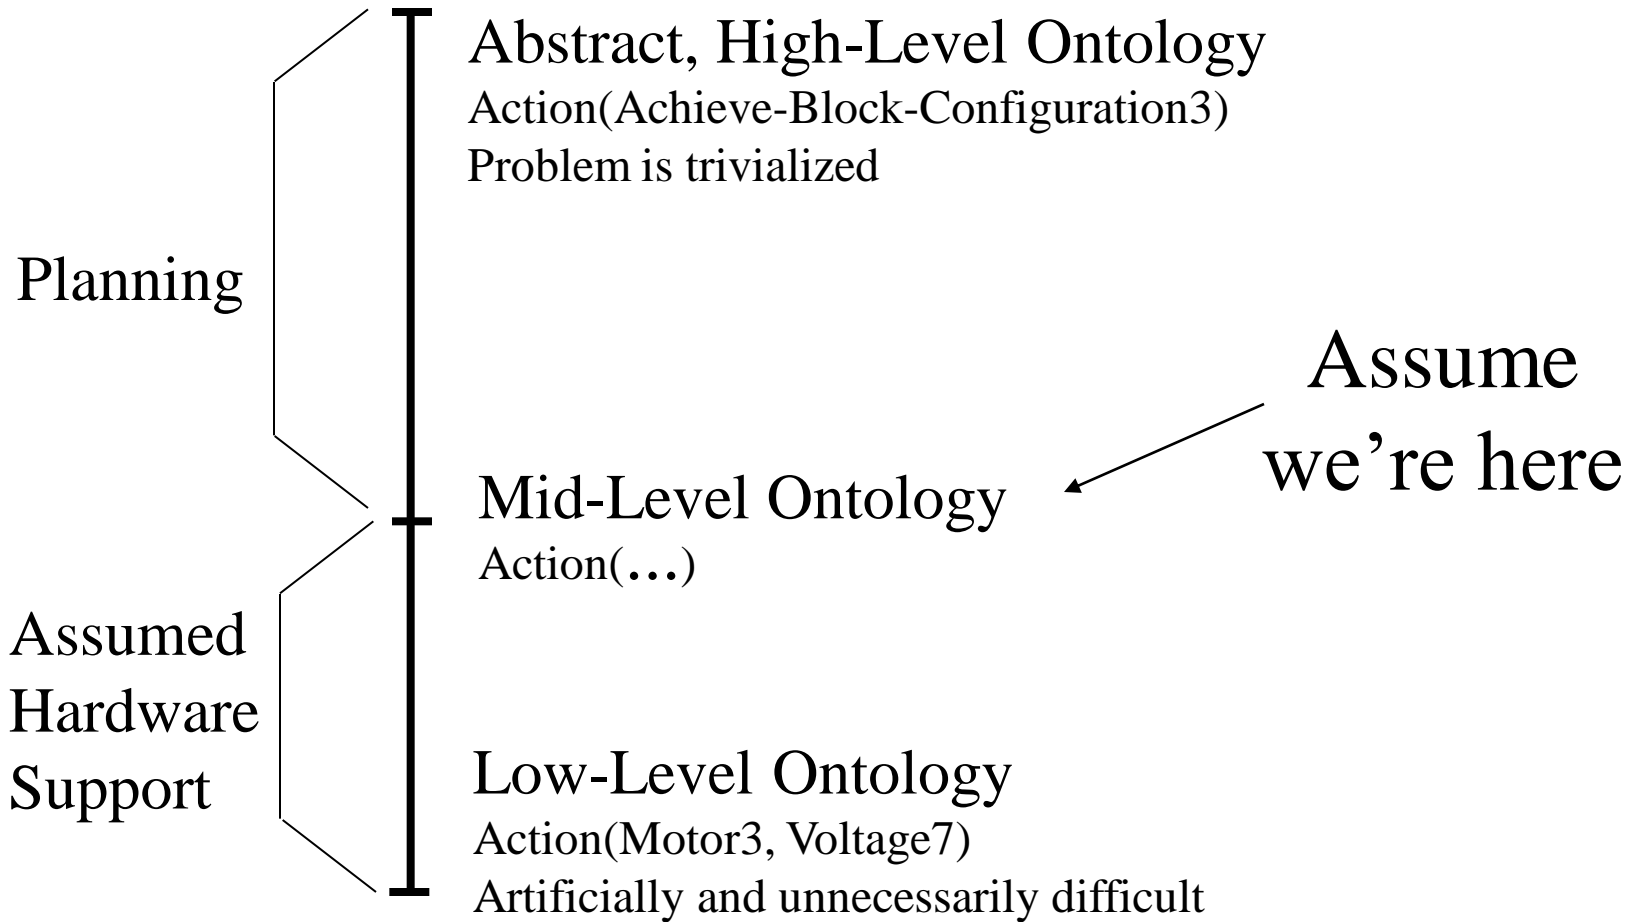 Abstract, High-Level Ontology
Action(Achieve-Block-Configuration3)
Problem is trivialized
Planning
Assume
we’re here
Mid-Level Ontology
Action(…)
Assumed
Hardware
Support
Low-Level Ontology
Action(Motor3, Voltage7)
Artificially and unnecessarily difficult